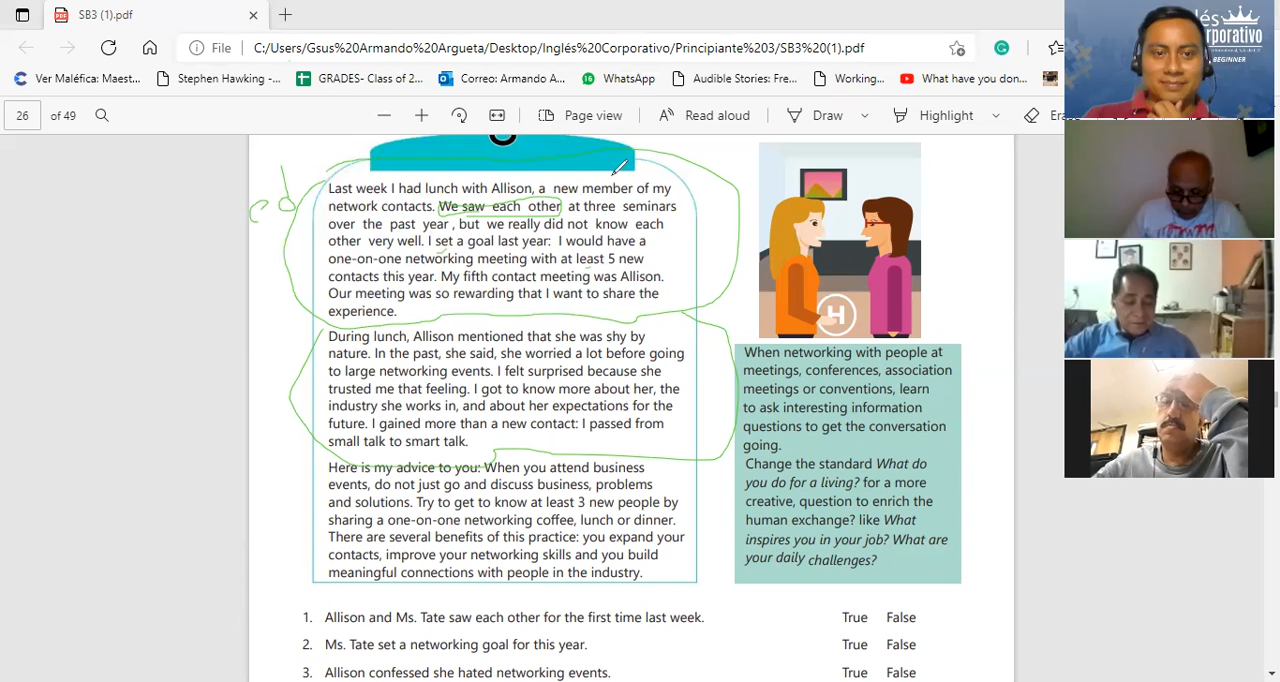 SB3 (1).pdf
File C:/Users/Gsus%20Armando%20Argueta/Desktop/Inglés%20Corporativo/Principiante%203/SB3%20(1).pdf
Ver Maléfica: Maest... Stephen Hawking -... GRADES- Class of 2... Correo: Armando A... 16 WhatsApp Audible Stories: Fre... Working... What have you don...
26 of 49 Page view Read aloud Draw Highlight Era
ed
Last week I had lunch with Allison, a new member of my
network contacts. We saw each other at three seminars
over the past year , but we really did not know each
other very well. I set a goal last year: I would have a
one-on-one networking meeting with at least 5 new
contacts this year. My fifth contact meeting was Allison.
Our meeting was so rewarding that I want to share the
experience.
During lunch, Allison mentioned that she was shy by
nature. In the past, she said, she worried a lot before going
to large networking events. I felt surprised because she
trusted me that feeling. I got to know more about her, the
industry she works in, and about her expectations for the
future. I gained more than a new contact: I passed from
small talk to smart talk.
Here is my advice to you: When you attend business
events, do not just go and discuss business, problems
and solutions. Try to get to know at least 3 new people by
sharing a one-on-one networking coffee, lunch or dinner.
There are several benefits of this practice: you expand your
contacts, improve your networking skills and you build
meaningful connections with people in the industry.
H
When networking with people at
meetings, conferences, association
meetings or conventions, learn
to ask interesting information
questions to get the conversation
going.
Change the standard What do
you do for a living? for a more
creative, question to enrich the
human exchange? like What
inspires you in your job? What are
your daily challenges?
1. Allison and Ms. Tate saw each other for the first time last week. True False
2. Ms. Tate set a networking goal for this year. True False
3. Allison confessed she hated networking events. True False
lés
rporativo
BEGINNER